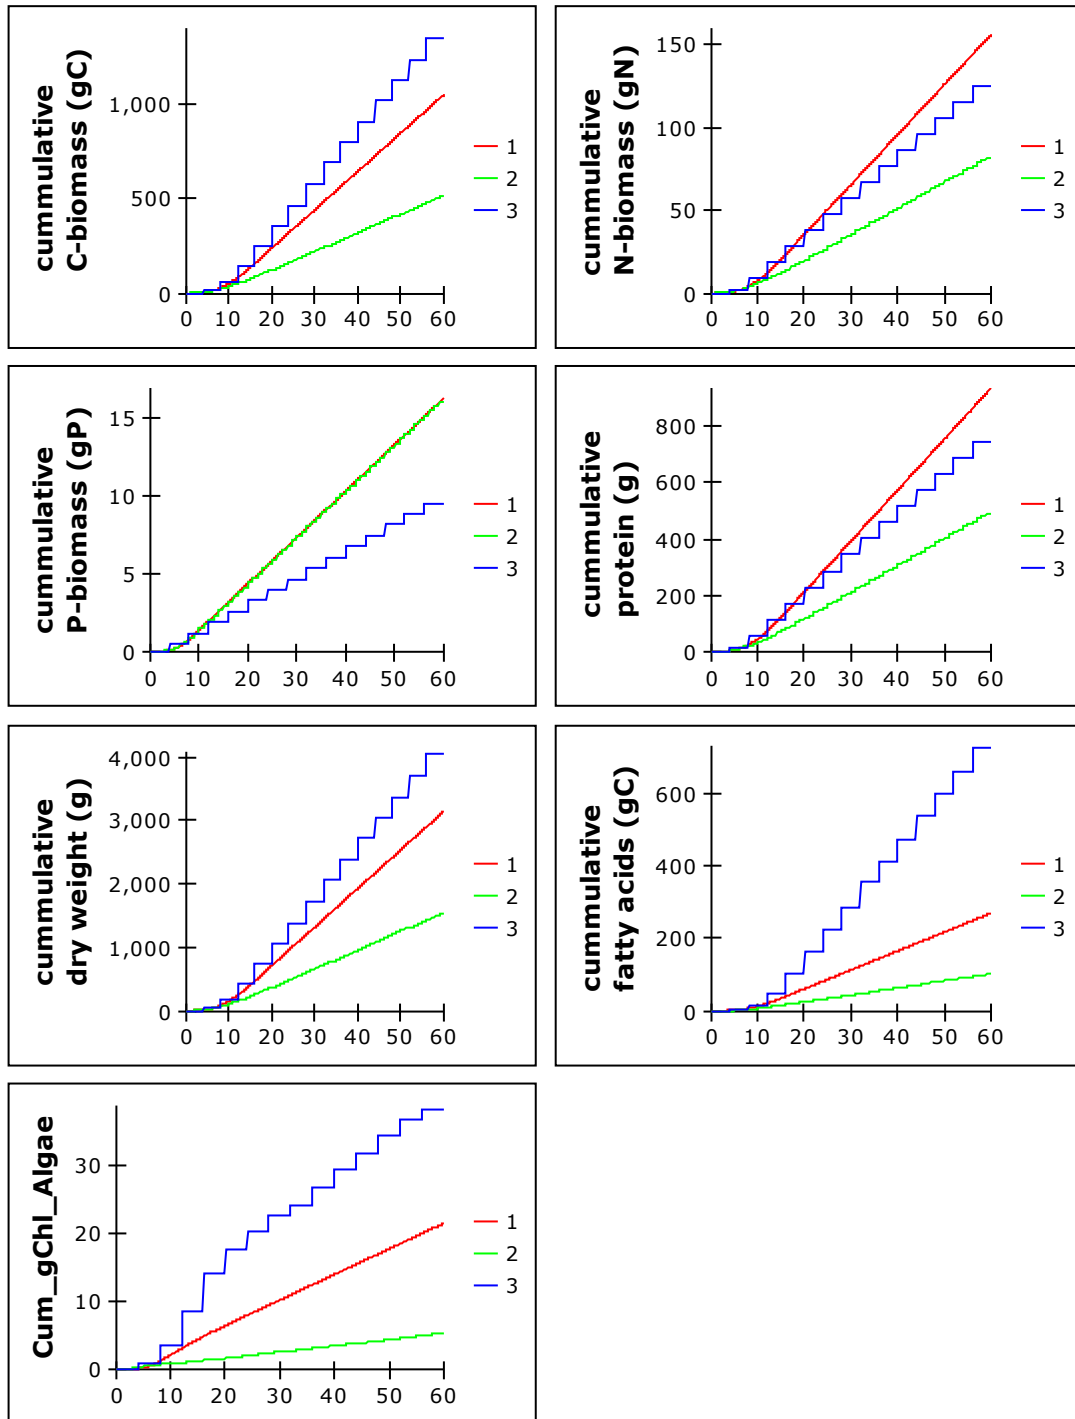 cummulative
C-biomass (gC)
1,000
500
0
0 10 20 30 40 50 60
1
2
3
cummulative
N-biomass (gN)
150
100
50
0
0 10 20 30 40 50 60
1
2
3
cummulative
P-biomass (gP)
15
10
5
0
0 10 20 30 40 50 60
1
2
3
cummulative
protein (g)
800
600
400
200
0
0 10 20 30 40 50 60
1
2
3
cummulative
dry weight (g)
4,000
3,000
2,000
1,000
0
0 10 20 30 40 50 60
1
2
3
cummulative
fatty acids (gC)
600
400
200
0
0 10 20 30 40 50 60
1
2
3
Cum_gChl_Algae
30
20
10
0
0 10 20 30 40 50 60
1
2
3